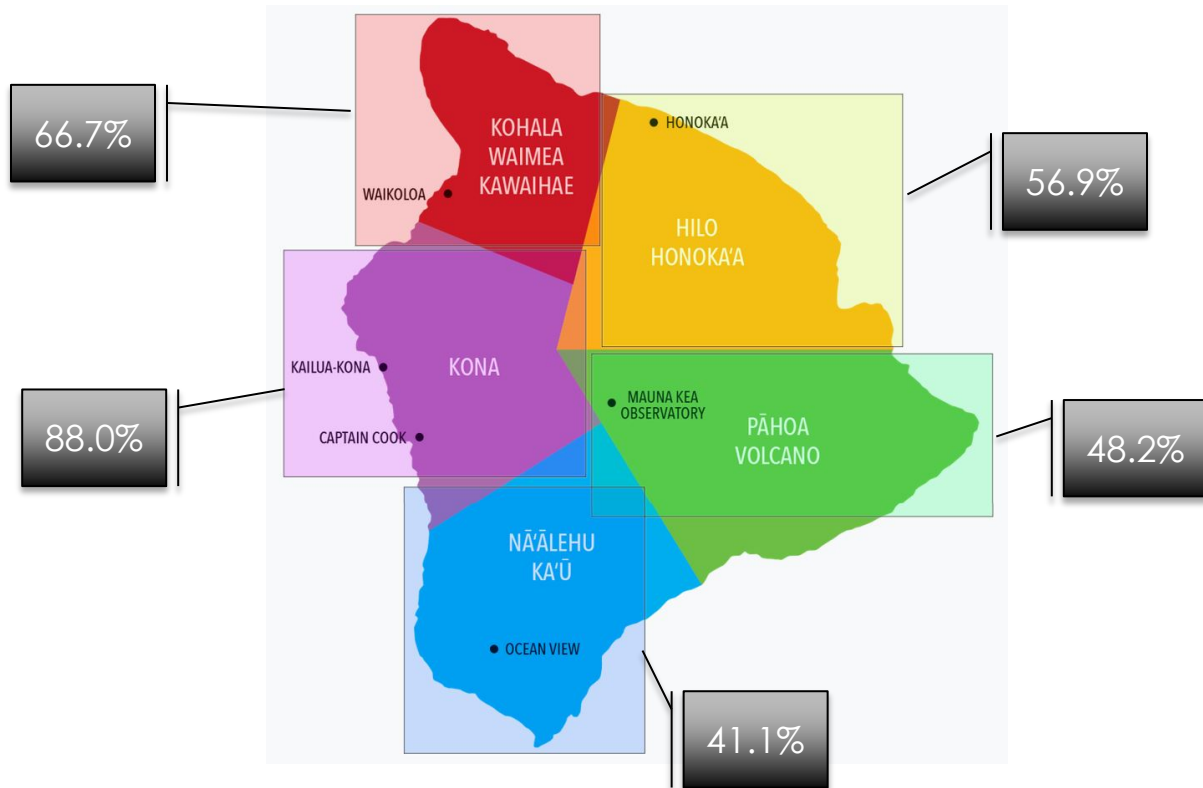 66.7%
KOHALA
WAIMEA
KAWAIHAE
WAIKOLOA
HONOKA‘A
56.9%
HILO
HONOKA‘A
88.0%
KAILUA-KONA
KONA
CAPTAIN COOK
MAUNA KEA
OBSERVATORY
PĀHOA
VOLCANO
48.2%
NĀ‘ĀLEHU
KA‘Ū
OCEAN VIEW
41.1%